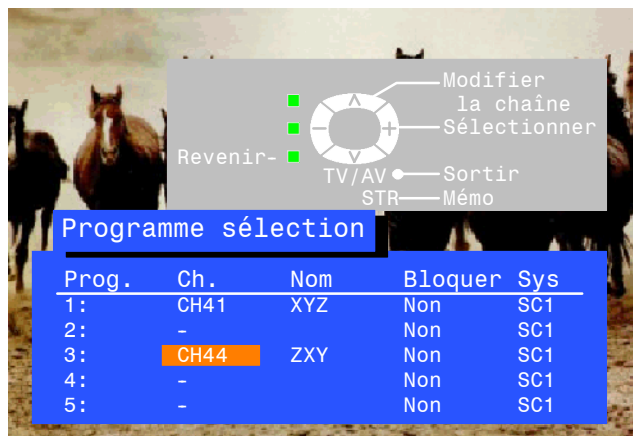 Modifier
la chaîne
Sélectionner
Revenir-
TV/AV Sortir
STR Mémo
Programme sélection
Prog. Ch. Nom Bloquer Sys
1: CH41 XYZ Non SC1
2: - Non SC1
3: CH44 ZXY Non SC1
4: - Non SC1
5: - Non SC1